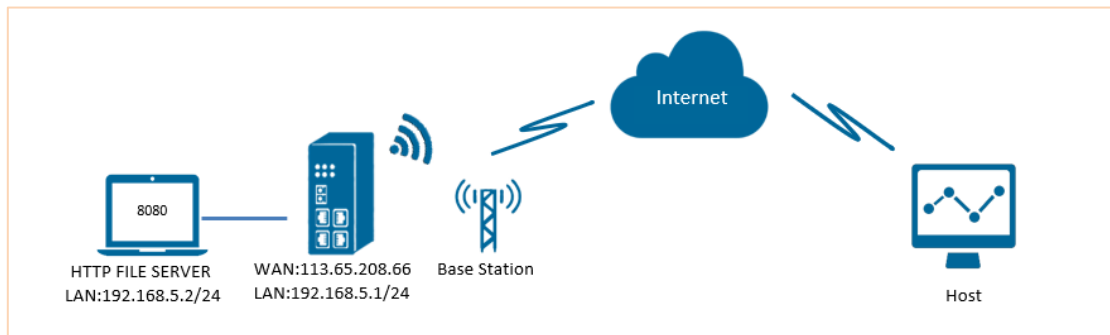 Internet
8080
HTTP FILE SERVER
LAN:192.168.5.2/24
WAN:113.65.208.66
LAN:192.168.5.1/24
Base Station
Host